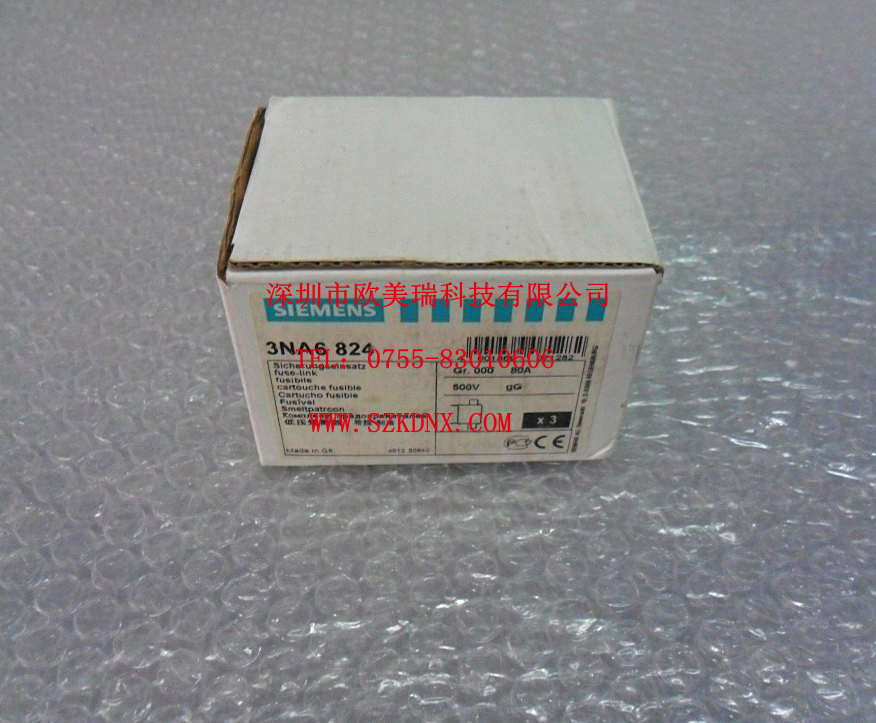 深圳市欧美瑞科技有限公司
SIEMENS
3NA6 824
TEL: 0755-83010606
Sicherungseinsatz
fuse-link
fusibile
cartouche fusible
Cartucho fusible
Fusível
Smeltpatroon
Gr. 000 80A
500V gG
WWW.SZKDNX.COM
x 3
CE
Made in